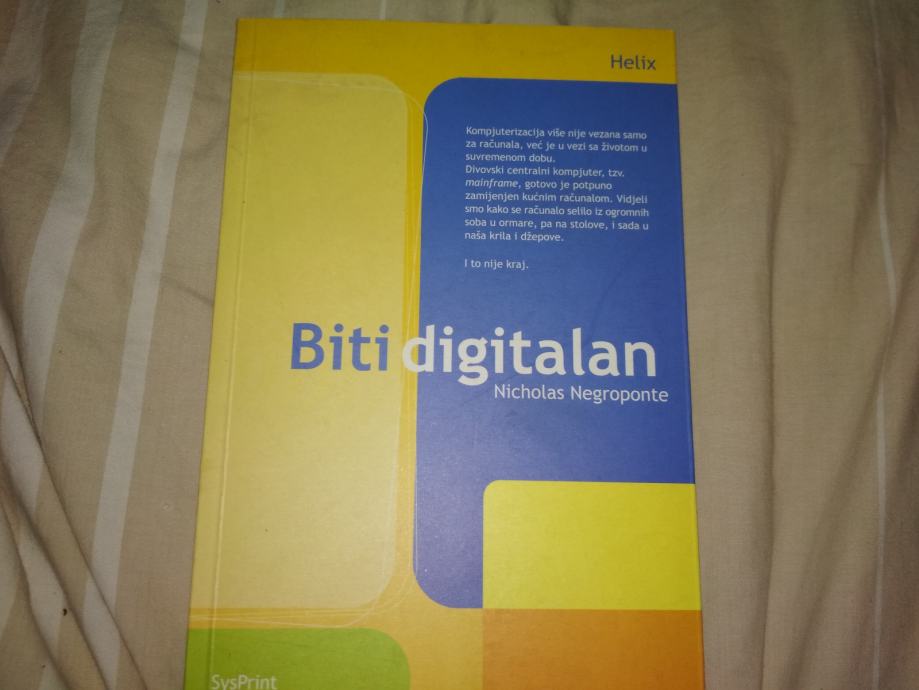 Helix
Kompjuterizacija više nije vezana samo
za računala, već je u vezi sa životom u
suvremenom dobu.
Divovski centralni kompjuter, tzv.
mainframe, gotovo je potpuno
zamijenjen kućnim računalom. Vidjeli
smo kako se računalo selilo iz ogromnih
soba u ormare, pa na stolove, i sada u
naša krila i džepove.
I to nije kraj.
Biti digitalan
Nicholas Negroponte
SysPrint